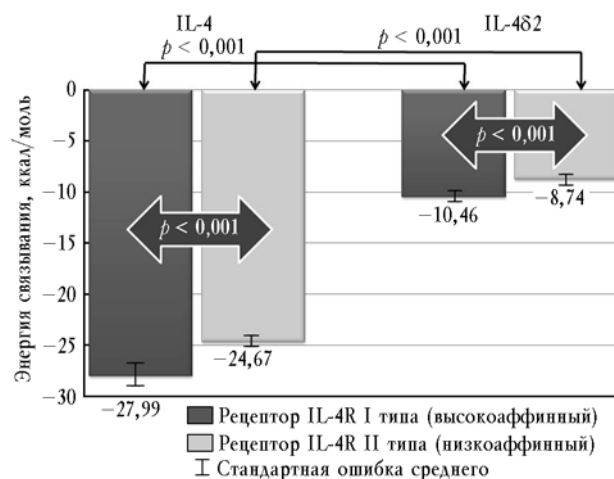 IL-4 IL-4δ2
p < 0,001 p < 0,001
Энергия связывания, ккал/моль
0
−5
−10
−15
−20
−25
−30
p < 0,001
p < 0,001
−10,46
−8,74
−24,67
−27,99
Рецептор IL-4R I типа (высокоаффинный)
Рецептор IL-4R II типа (низкоаффинный)
Стандартная ошибка среднего